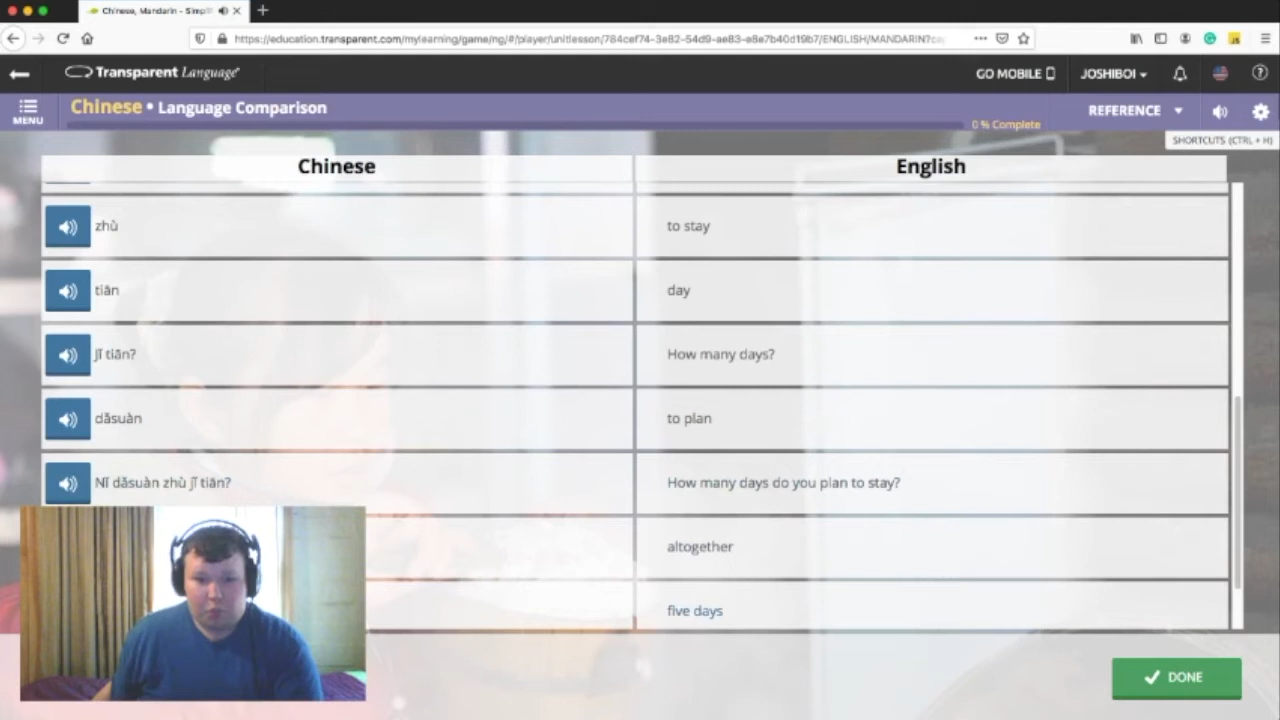 Chinese, Mandarin - Simp
https://education.transparent.com/mylearning/game/ng/#/player/unitlesson/784cef74-3e82-54d9-ae83-e8e7b40d19b7/ENGLISH/MANDARIN?
Transparent Language
GO MOBILE
JOSHIBOI
MENU
Chinese • Language Comparison
REFERENCE
0 % Complete
SHORTCUTS (CTRL + H)
Chinese English
zhù to stay
tiān day
Jǐ tiān? How many days?
dǎsuàn to plan
Nǐ dǎsuàn zhù jǐ tiān? How many days do you plan to stay?
altogether
five days
DONE